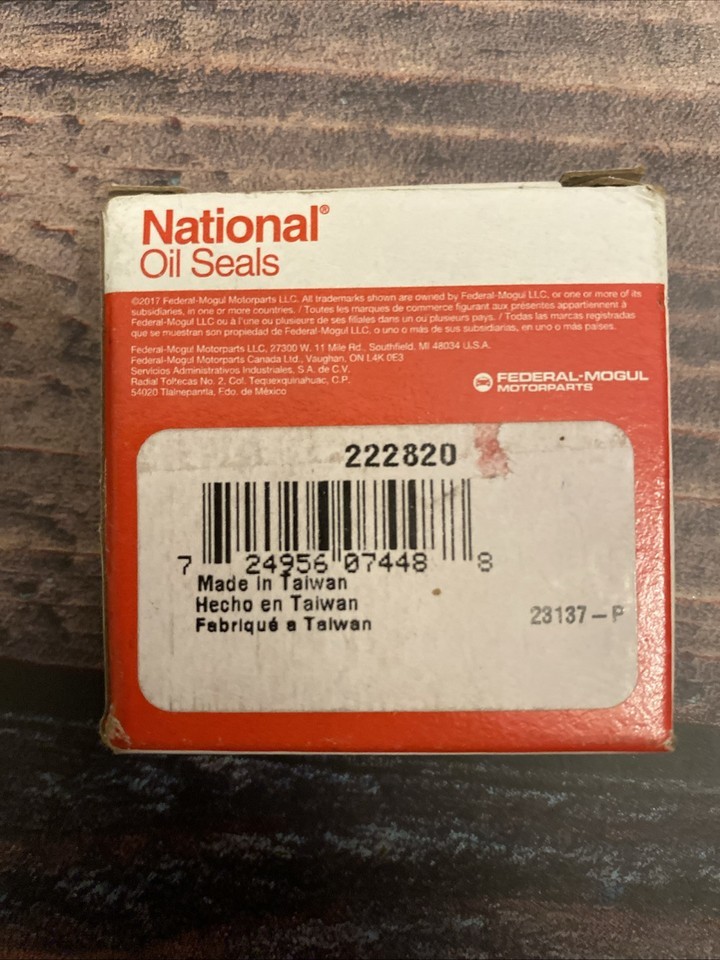 National®
Oil Seals
©2017 Federal-Mogul Motorparts LLC. All trademarks shown are owned by Federal-Mogul LLC, or one or more of its
subsidiaries, in one or more countries. / Toutes les marques de commerce figurant aux présentes appartiennent à
Federal-Mogul LLC ou à l'une ou plusieurs de ses filiales dans un ou plusieurs pays. / Todas las marcas registradas
que se muestran son propiedad de Federal-Mogul LLC. o uno o más de sus subsidiarias, en uno o más países.
Federal-Mogul Motorparts LLC, 27300 W. 11 Mile Rd., Southfield, MI 48034 U.S.A.
Federal-Mogul Motorparts Canada Ltd., Vaughan, ON L4K 0E3
Servicios Administrativos Industriales, S.A. de C.V.
Radial Toltecas No. 2, Col. Tequexquinahuac, C.P.
54020 Tlalnepantla, Edo. de México
FEDERAL-MOGUL
MOTORPARTS
222820
7 24956 07448 8
Made in Taiwan
Hecho en Taiwan
Fabriqué a Taiwan
23137-P